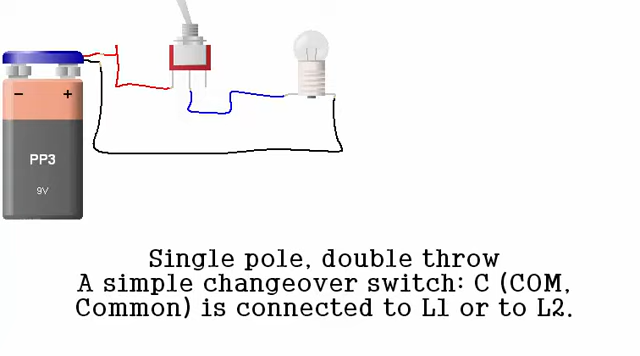 − +
PP3
9V
Single pole, double throw
A simple changeover switch: C (COM,
Common) is connected to L1 or to L2.